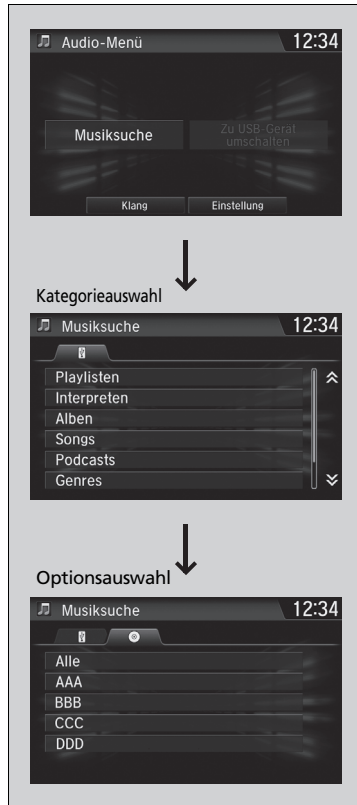 Audio-Menü 12:34
Musiksuche
Zu USB-Gerät
umschalten
Klang Einstellung
Kategorieauswahl
Musiksuche 12:34
Playlisten
Interpreten
Alben
Songs
Podcasts
Genres
Optionsauswahl
Musiksuche 12:34
Alle
AAA
BBB
CCC
DDD